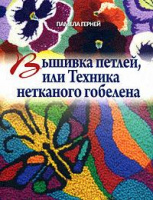 ПАМЕЛА ГЕРНЕЙ
Вышивка петлей,
или Техника
нетканого гобелена